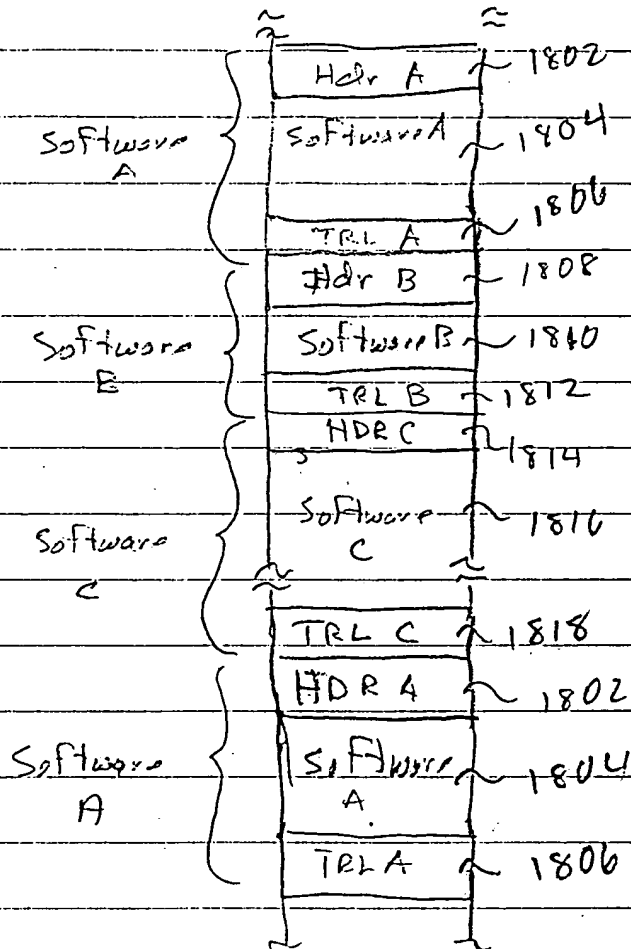 Hdr A 1802
Software A
Software A 1804
TRL A 1806
Hdr B 1808
Software B
Software B 1810
TRL B 1812
HDR C 1814
Software C
Software C 1816
TRL C 1818
HDR A 1802
Software A
Software A. 1804
TRL A 1806